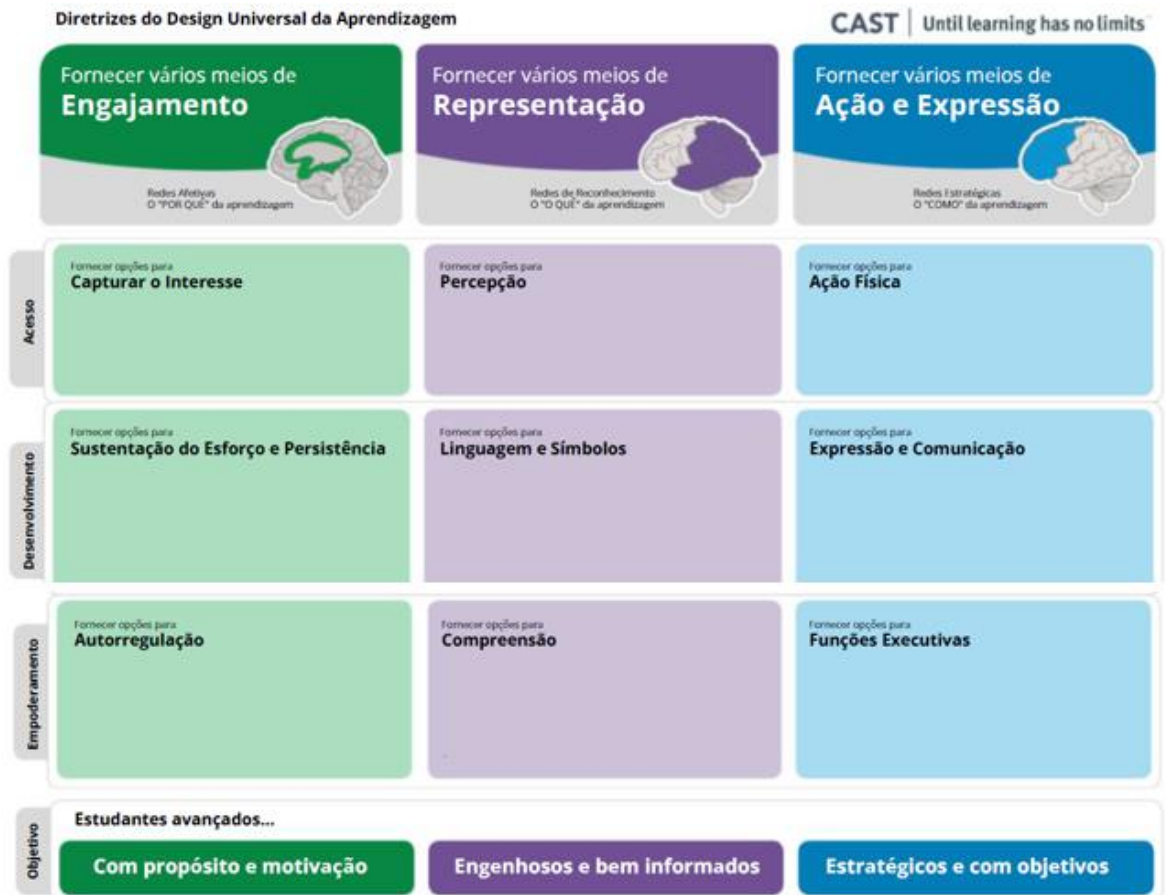 Diretrizes do Design Universal da Aprendizagem
CAST | Until learning has no limits
Fornecer vários meios de
Engajamento
Redes Afetivas
O "POR QUÊ" da aprendizagem
Fornecer vários meios de
Representação
Redes de Reconhecimento
O "O QUÊ" da aprendizagem
Fornecer vários meios de
Ação e Expressão
Redes Estratégicas
O "COMO" da aprendizagem
Acesso
Fornecer opções para
Capturar o Interesse
Fornecer opções para
Percepção
Fornecer opções para
Ação Física
Desenvolvimento
Fornecer opções para
Sustentação do Esforço e Persistência
Fornecer opções para
Linguagem e Símbolos
Fornecer opções para
Expressão e Comunicação
Empoderamento
Fornecer opções para
Autorregulação
Fornecer opções para
Compreensão
Fornecer opções para
Funções Executivas
Objetivo
Estudantes avançados...
Com propósito e motivação
Engenhosos e bem informados
Estratégicos e com objetivos